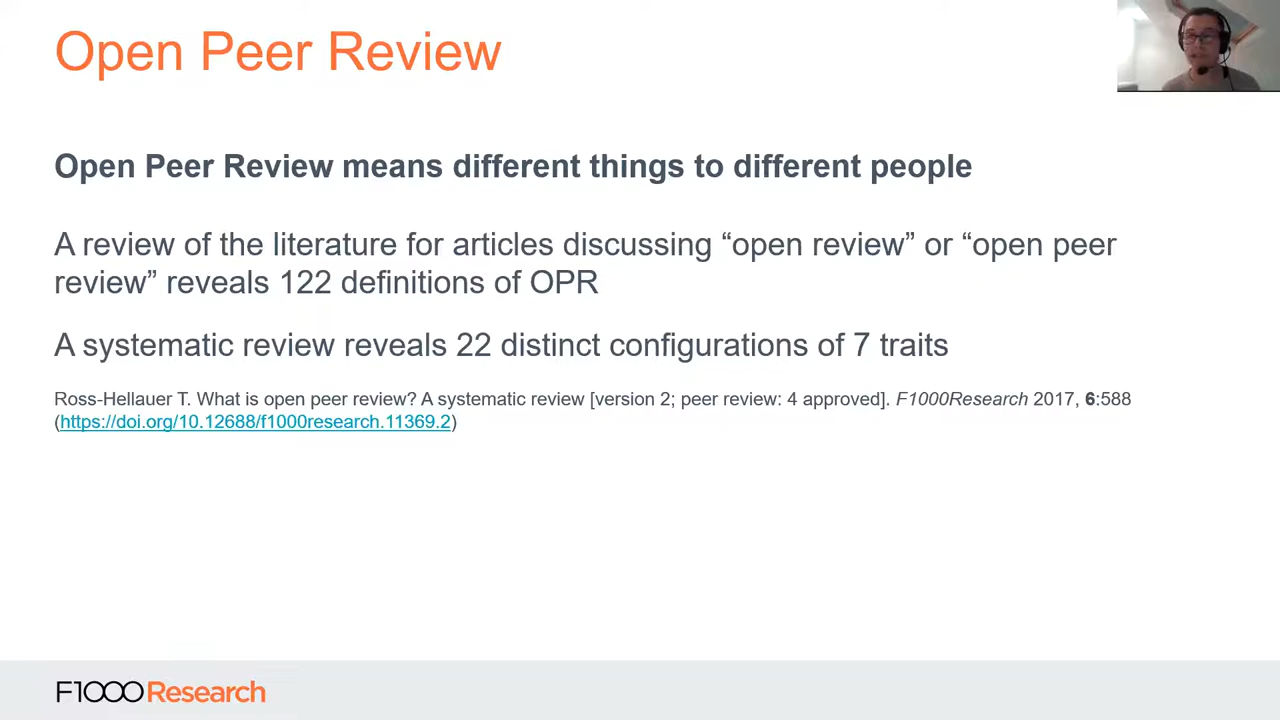 Open Peer Review
Open Peer Review means different things to different people
A review of the literature for articles discussing “open review” or “open peer
review” reveals 122 definitions of OPR
A systematic review reveals 22 distinct configurations of 7 traits
Ross-Hellauer T. What is open peer review? A systematic review [version 2; peer review: 4 approved]. F1000Research 2017, 6:588
(https://doi.org/10.12688/f1000research.11369.2)
F1000Research